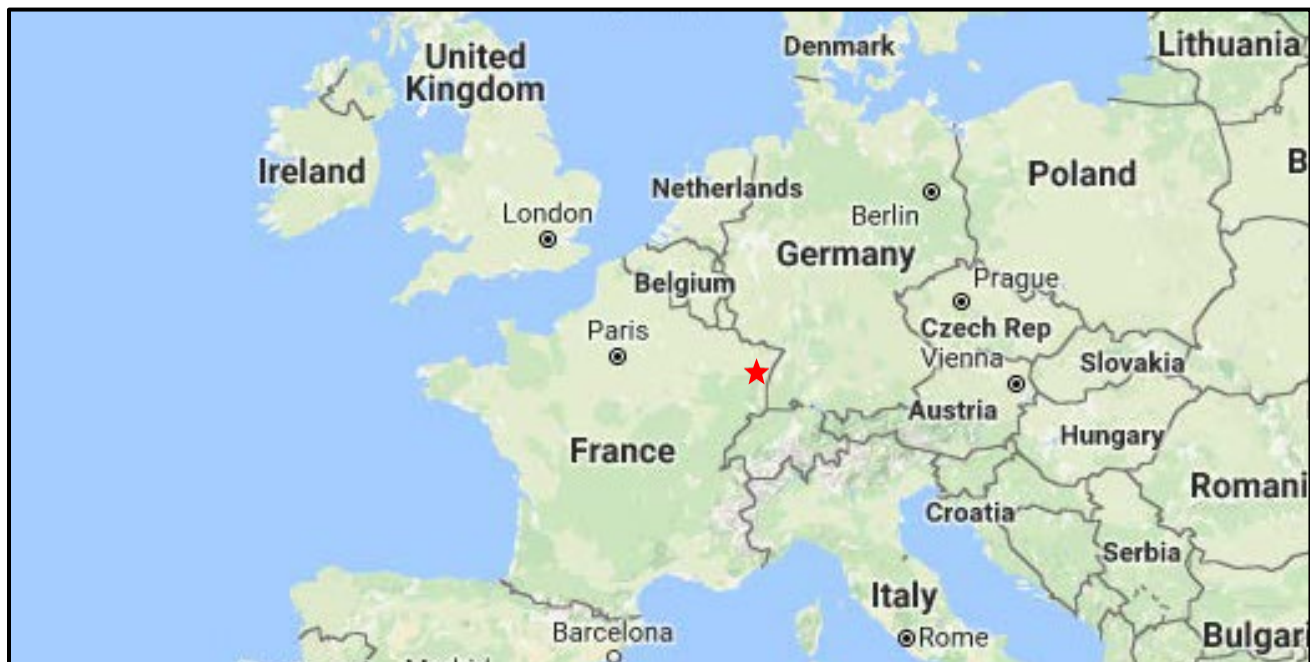 Denmark
Lithuania
United
Kingdom
Ireland
Netherlands
Poland
B
London
Berlin
Germany
Belgium
Prague
Czech Rep
Paris
Vienna
Slovakia
Austria
Hungary
France
Romani
Croatia
Serbia
Italy
Barcelona
Rome
Bulgari